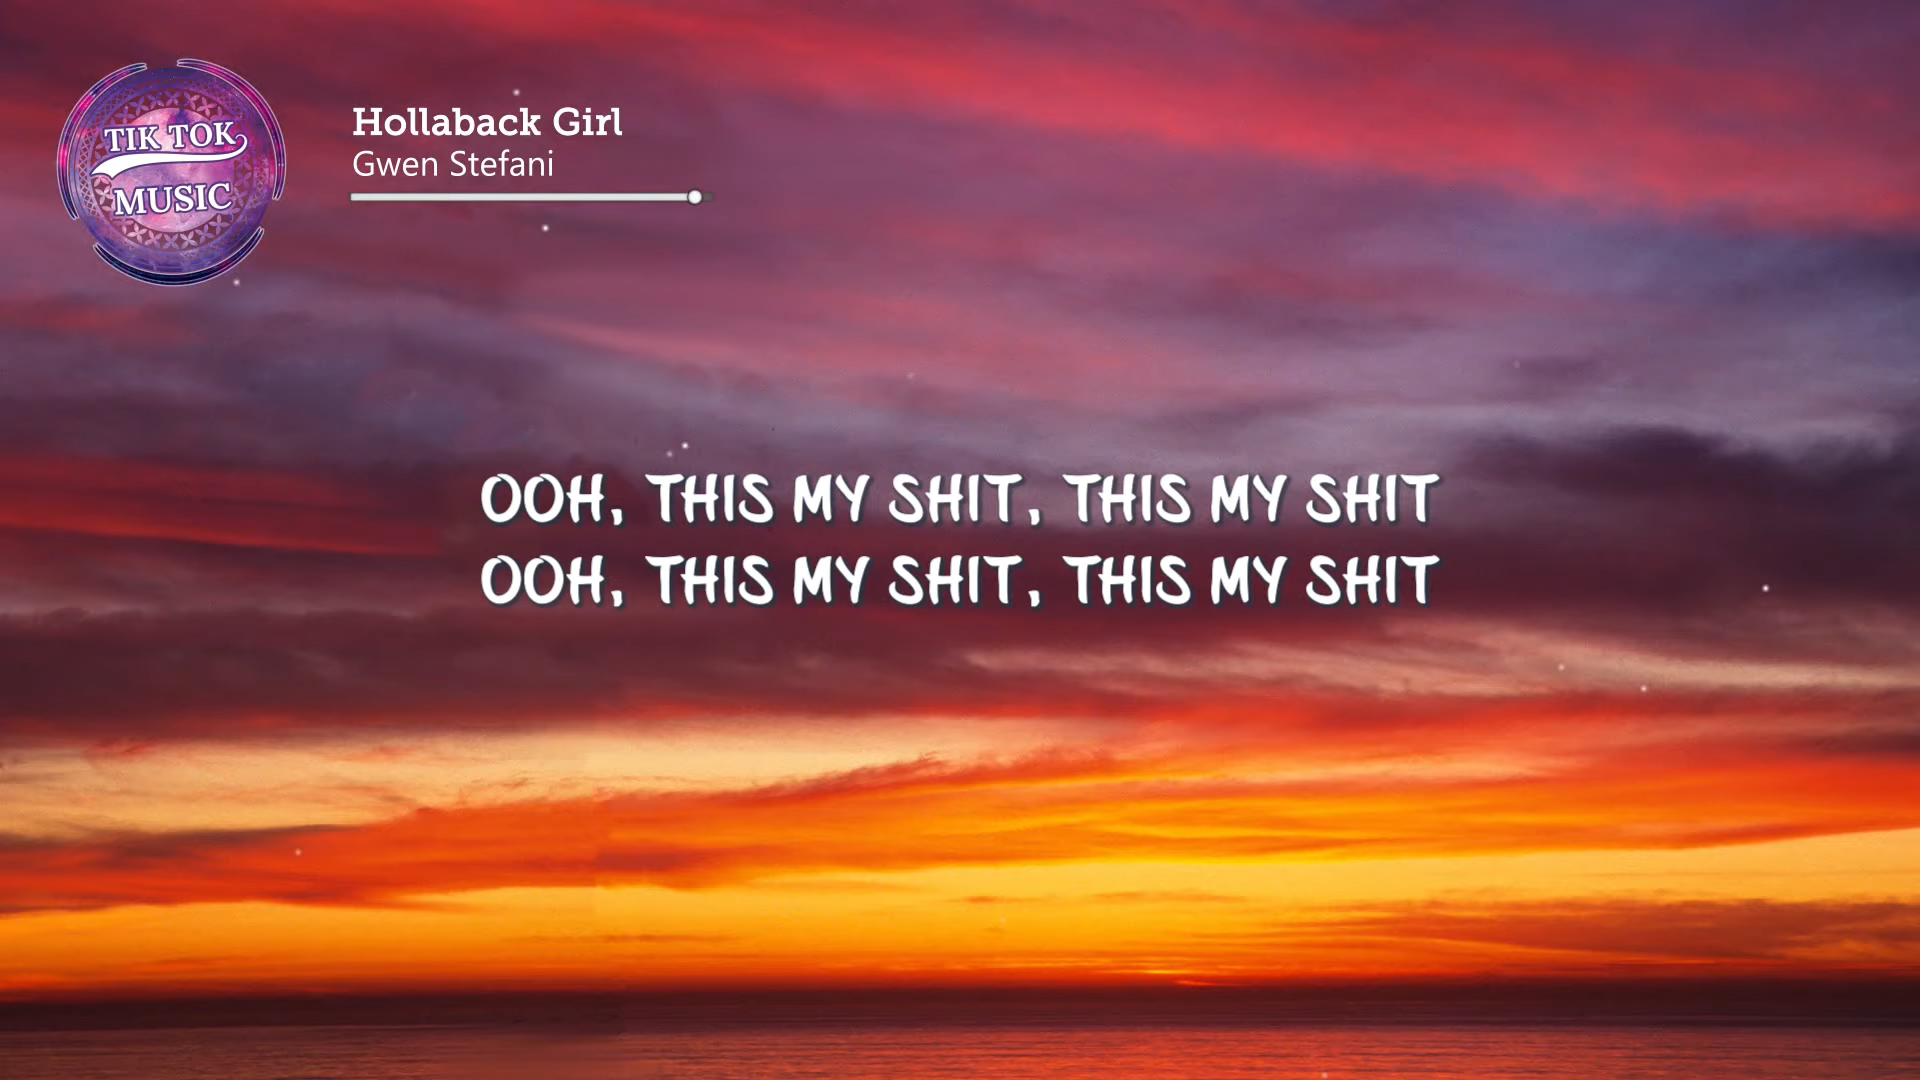 TIK TOK
MUSIC
Hollaback Girl
Gwen Stefani
OOH, THIS MY SHIT, THIS MY SHIT
OOH, THIS MY SHIT, THIS MY SHIT